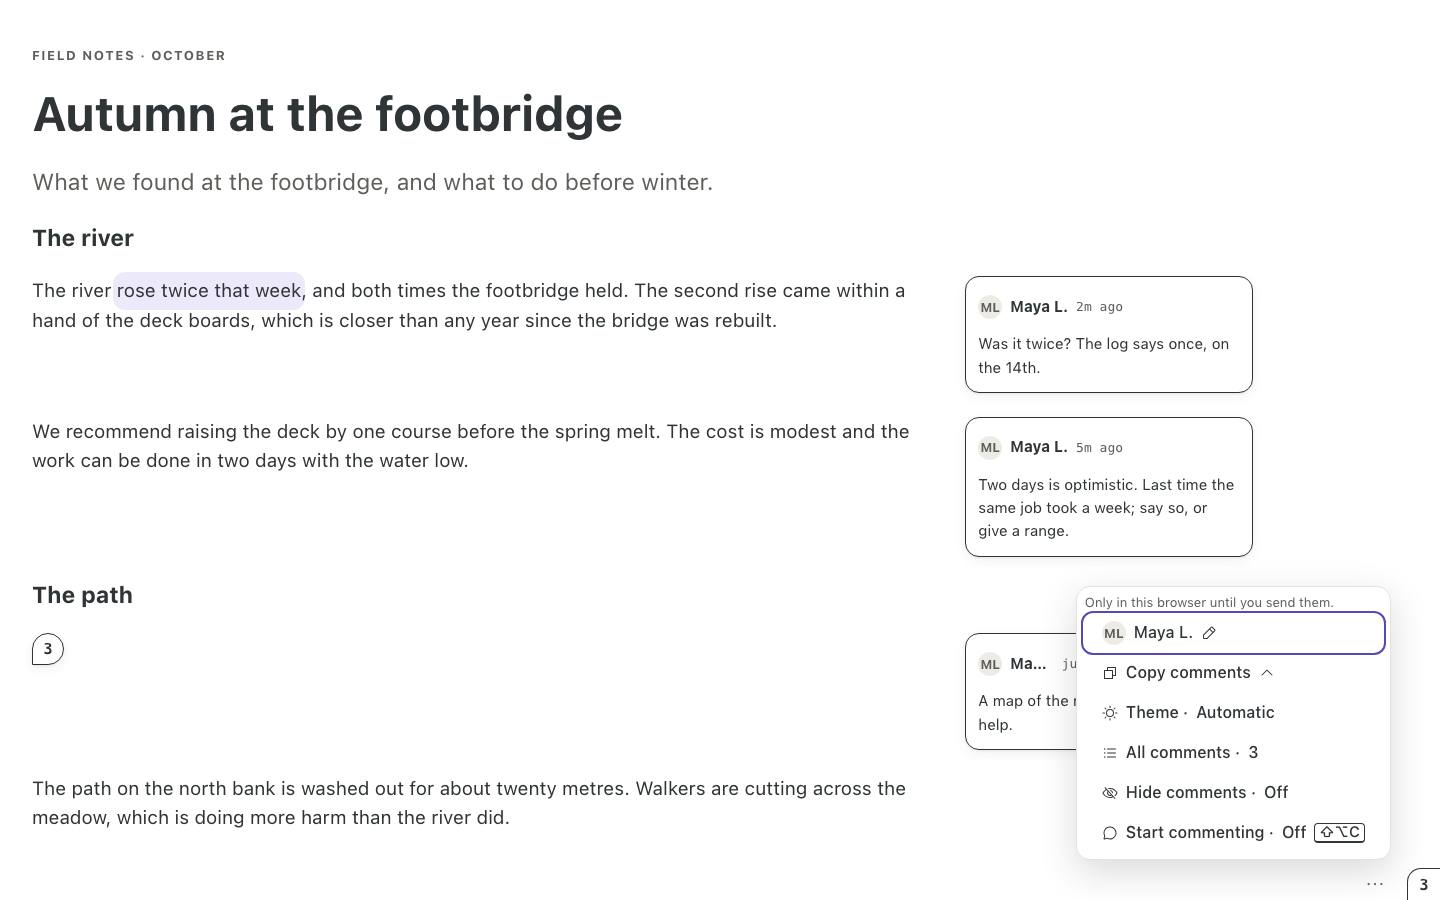 FIELD NOTES · OCTOBER
Autumn at the footbridge
What we found at the footbridge, and what to do before winter.
The river
The river rose twice that week, and both times the footbridge held. The second rise came within a
hand of the deck boards, which is closer than any year since the bridge was rebuilt.
ML Maya L. 2m ago
Was it twice? The log says once, on
the 14th.
We recommend raising the deck by one course before the spring melt. The cost is modest and the
work can be done in two days with the water low.
ML Maya L. 5m ago
Two days is optimistic. Last time the
same job took a week; say so, or
give a range.
The path
3
ML Ma... ju
A map of the
help.
Only in this browser until you send them.
ML Maya L.
Copy comments
Theme · Automatic
All comments · 3
Hide comments · Off
Start commenting · Off ⇧⌥C
The path on the north bank is washed out for about twenty metres. Walkers are cutting across the
meadow, which is doing more harm than the river did.
... 3